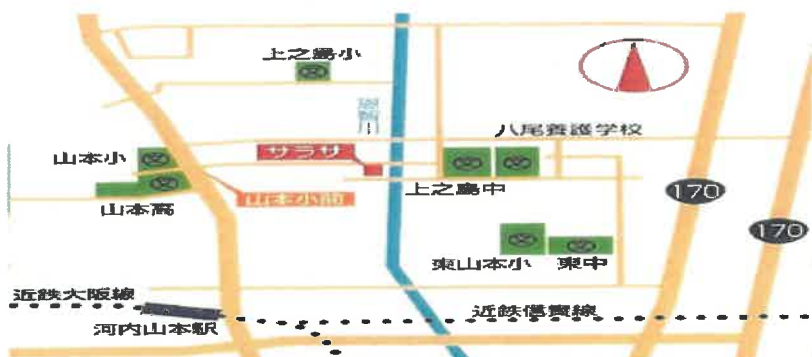 上之島小
八尾養護学校
山本小
サラサ
上之島中
山本高
山本小前
170
170
東山本小
東中
近鉄大阪線
近鉄信貴線
河内山本駅